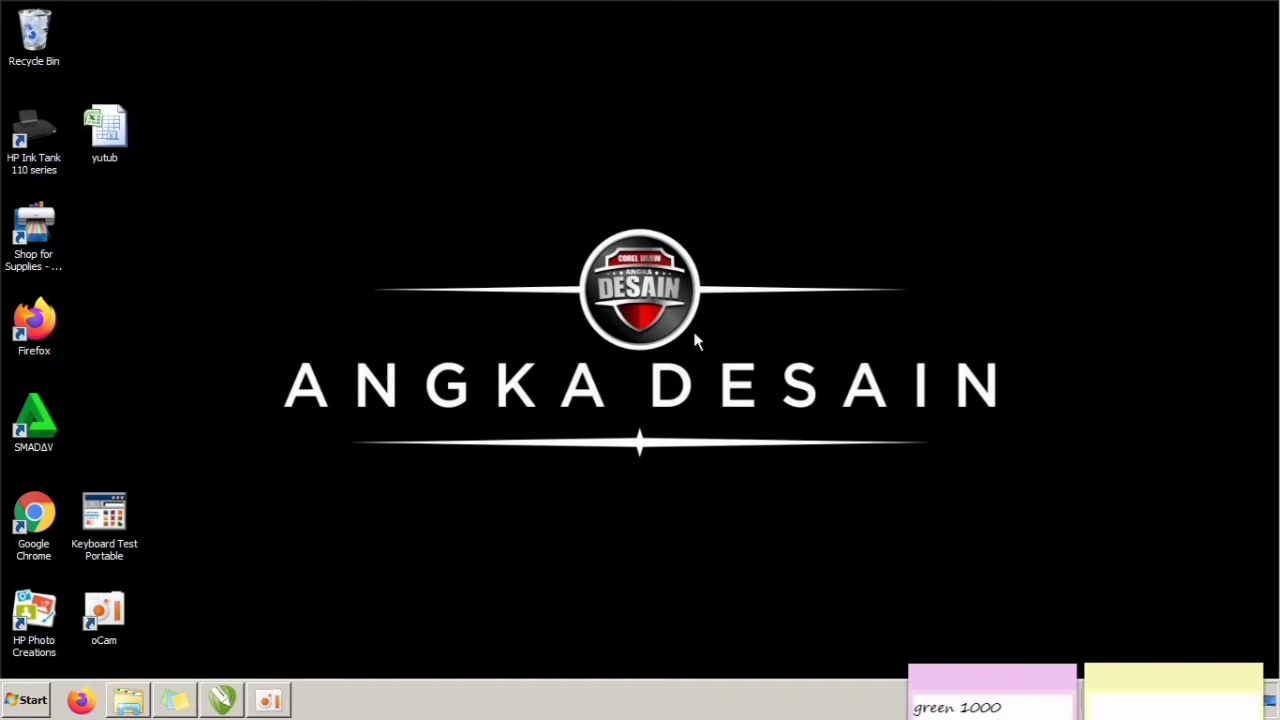 Recycle Bin
HP Ink Tank
110 series
yutub
Shop for
Supplies - ...
Firefox
SMADΔV
Google
Chrome
Keyboard Test
Portable
HP Photo
Creations
oCam
COREL DRAW
ANGKA
DESAIN
ANGKA DESAIN
Start
green 1000